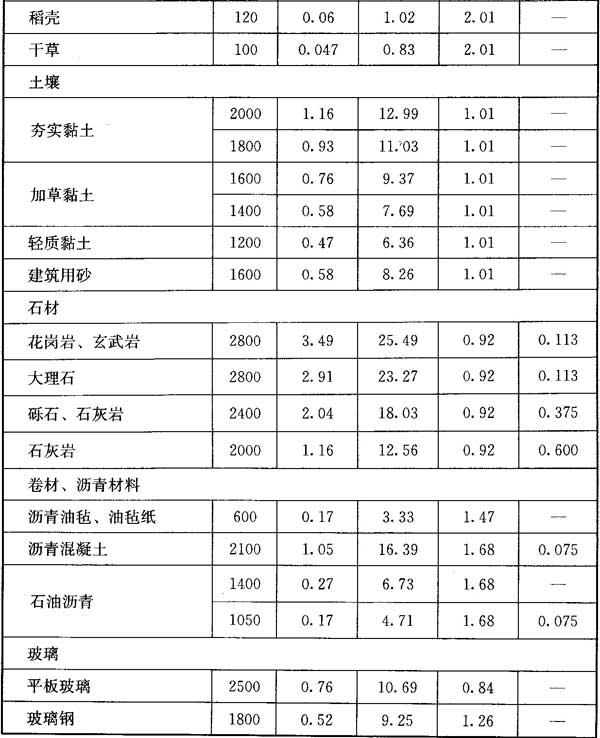 稻壳 120 0.06 1.02 2.01 —
干草 100 0.047 0.83 2.01 —
土壤
夯实黏土 2000 1.16 12.99 1.01 —
1800 0.93 11.03 1.01 —
加草黏土 1600 0.76 9.37 1.01 —
1400 0.58 7.69 1.01 —
轻质黏土 1200 0.47 6.36 1.01 —
建筑用砂 1600 0.58 8.26 1.01 —
石材
花岗岩、玄武岩 2800 3.49 25.49 0.92 0.113
大理石 2800 2.91 23.27 0.92 0.113
砾石、石灰岩 2400 2.04 18.03 0.92 0.375
石灰岩 2000 1.16 12.56 0.92 0.600
卷材、沥青材料
沥青油毡、油毡纸 600 0.17 3.33 1.47 —
沥青混凝土 2100 1.05 16.39 1.68 0.075
石油沥青 1400 0.27 6.73 1.68 —
1050 0.17 4.71 1.68 0.075
玻璃
平板玻璃 2500 0.76 10.69 0.84 —
玻璃钢 1800 0.52 9.25 1.26 —